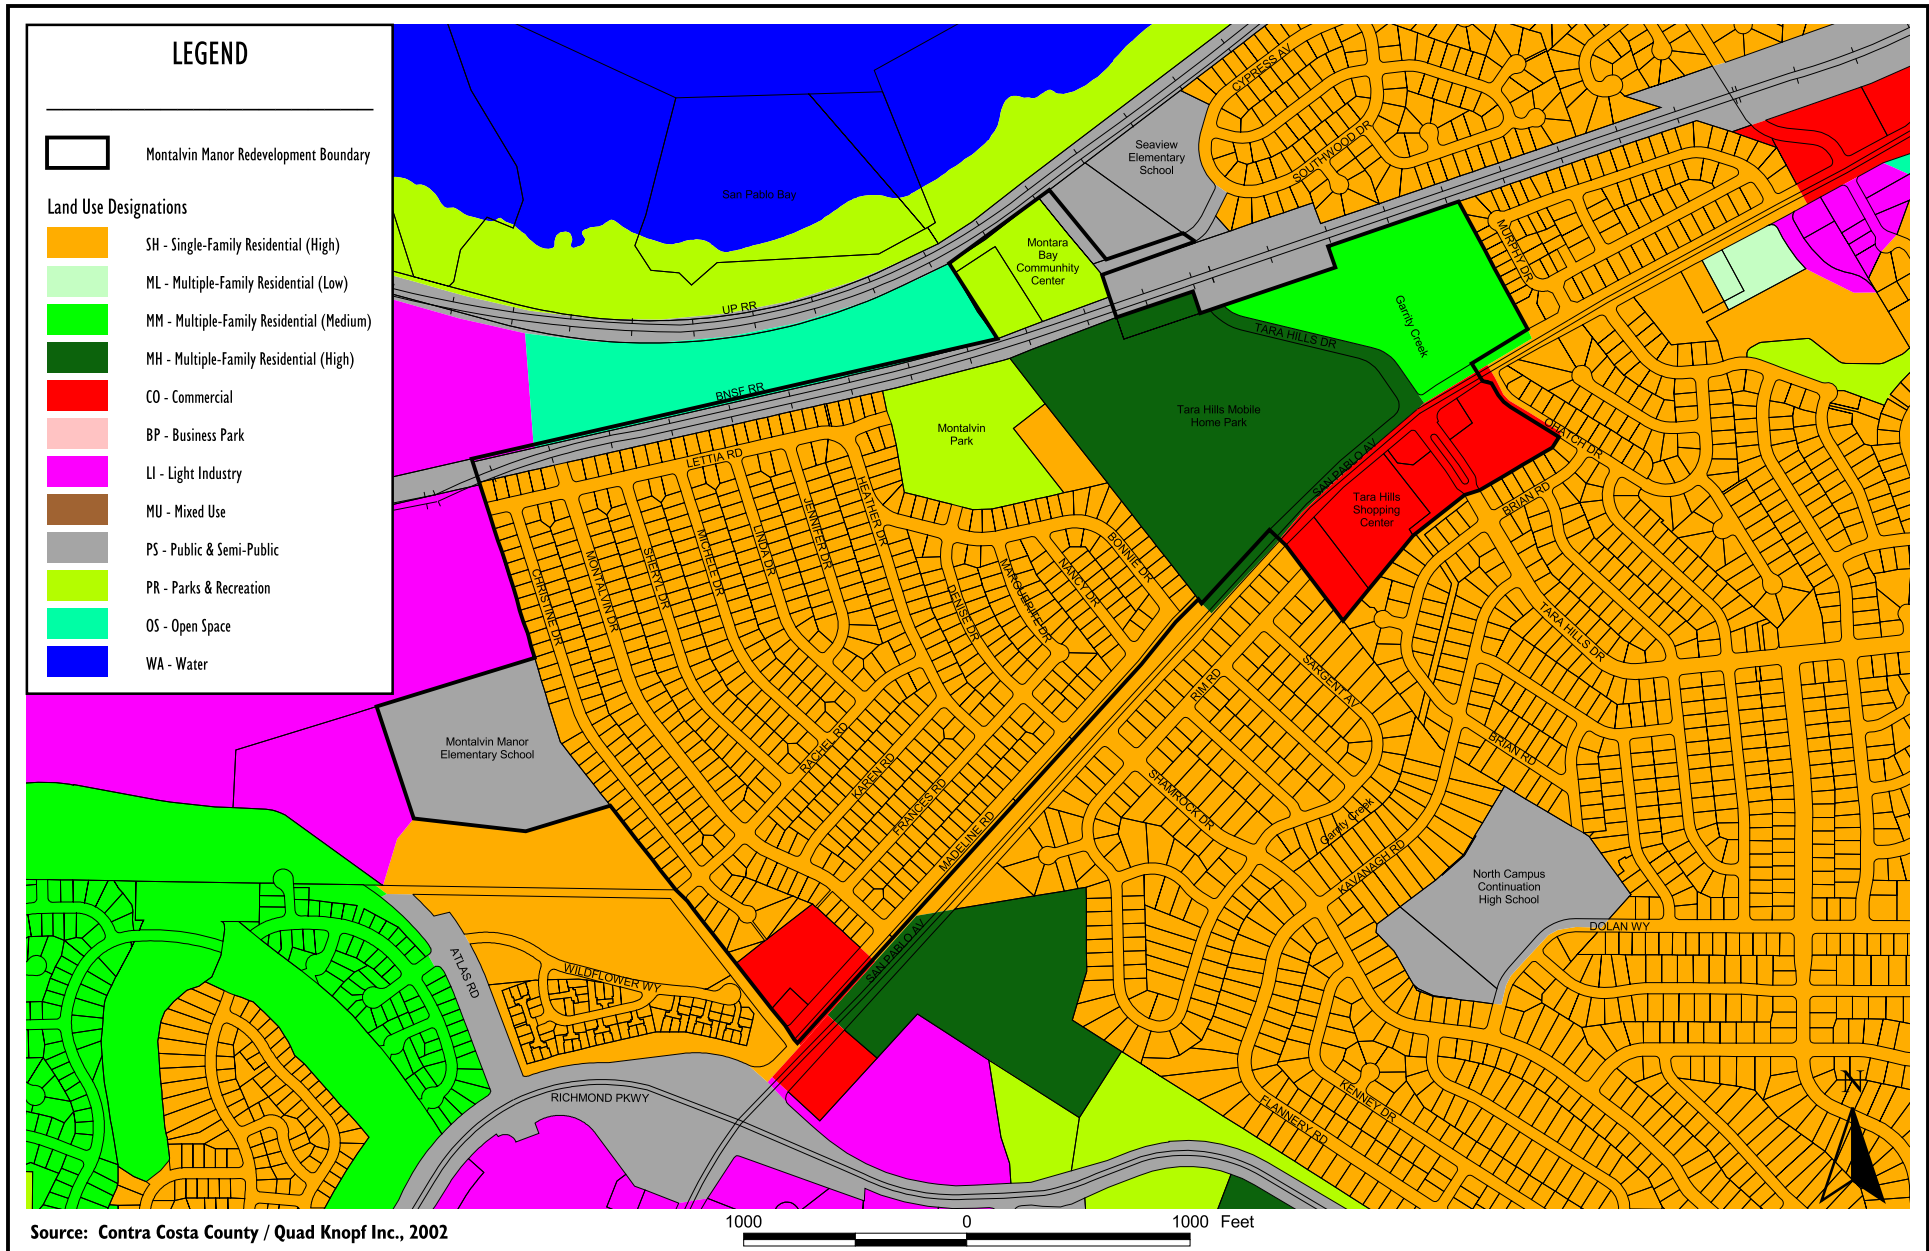 LEGEND
Montalvin Manor Redevelopment Boundary
Land Use Designations
SH - Single-Family Residential (High)
ML - Multiple-Family Residential (Low)
MM - Multiple-Family Residential (Medium)
MH - Multiple-Family Residential (High)
CO - Commercial
BP - Business Park
LI - Light Industry
MU - Mixed Use
PS - Public & Semi-Public
PR - Parks & Recreation
OS - Open Space
WA - Water
San Pablo Bay
CYPRESS AV
SOUTHWOOD DR
Seaview
Elementary
School
Montara
Bay
Communhity
Center
MURPHY DR
UP RR
BNSF RR
Garrity Creek
TARA HILLS DR
Tara Hills Mobile
Home Park
Montalvin
Park
SAN PABLO AV
OHATCH DR
BRIAN RD
Tara Hills
Shopping
Center
LETTIA RD
HEATHER DR
JENNIFER DR
LINDA DR
MICHELE DR
SHERYL DR
MONTALVIN DR
CHRISTINE DR
BONNIE DR
NANCY DR
MARGUERITE DR
DENISE DR
TARA HILLS DR
SARGENT AV
RIM RD
BRIAN RD
Montalvin Manor
Elementary School
RACHEL RD
KAREN RD
FRANCES RD
MADELINE RD
SHAMROCK DR
Garrity Creek
KAVANAGH RD
North Campus
Continuation
High School
DOLAN WY
SAN PABLO AV
ATLAS RD
WILDFLOWER WY
RICHMOND PKWY
KENNEY DR
FLANNERY RD
N
Source: Contra Costa County / Quad Knopf Inc., 2002
1000 0 1000 Feet